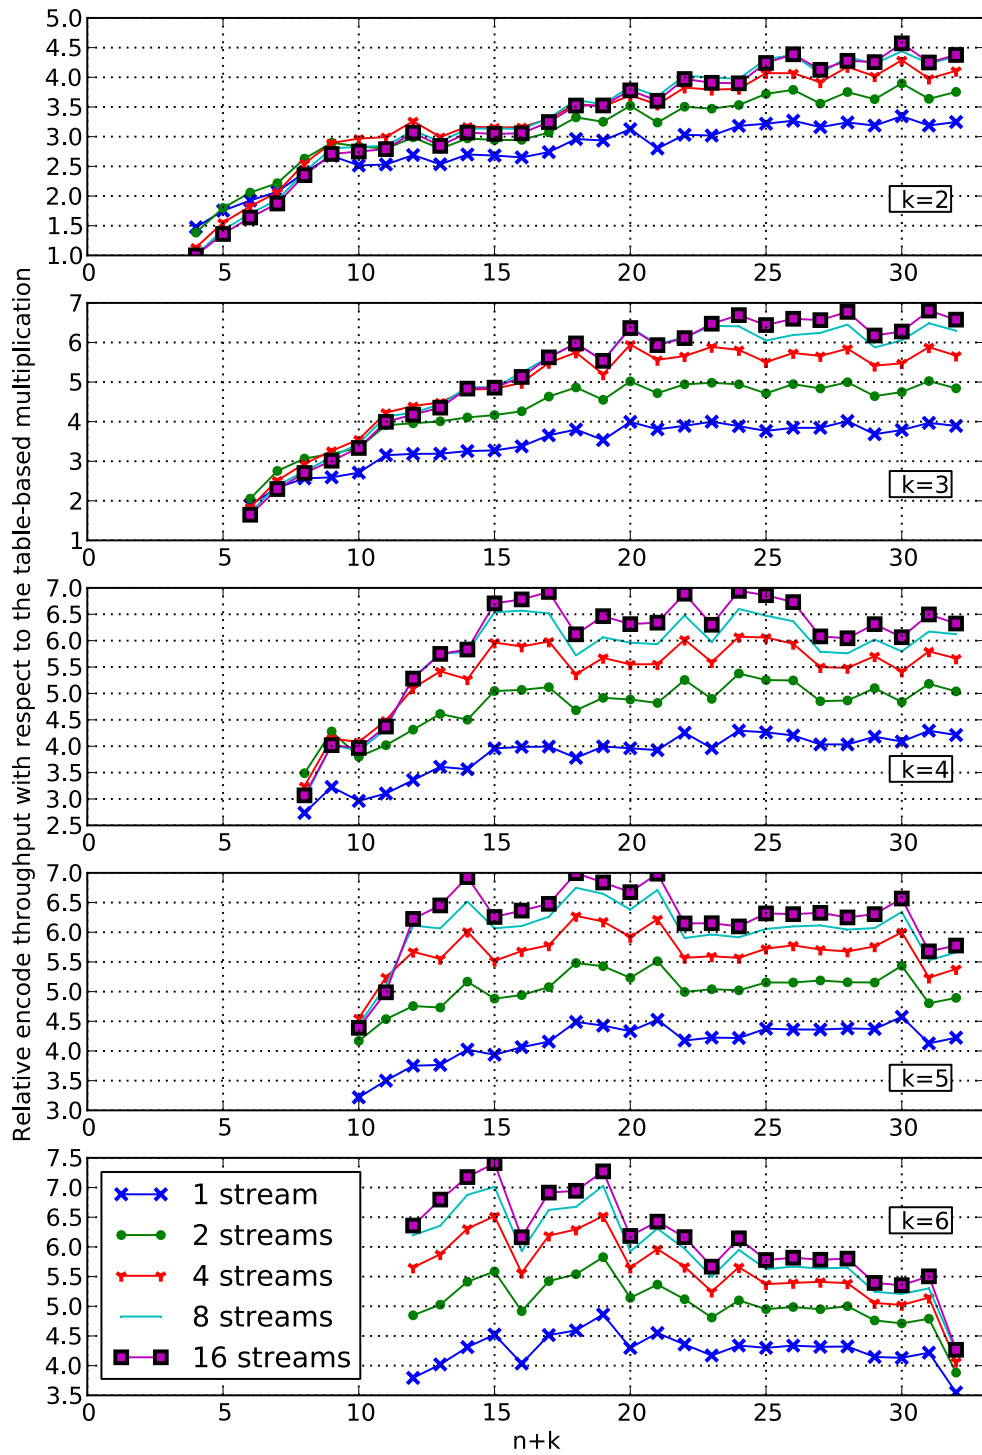 Relative encode throughput with respect to the table-based multiplication
5.0
4.5
4.0
3.5
3.0
2.5
2.0
1.5
1.0
k=2
0 5 10 15 20 25 30
7
6
5
4
3
2
1
k=3
0 5 10 15 20 25 30
7.0
6.5
6.0
5.5
5.0
4.5
4.0
3.5
3.0
2.5
k=4
0 5 10 15 20 25 30
7.0
6.5
6.0
5.5
5.0
4.5
4.0
3.5
3.0
k=5
0 5 10 15 20 25 30
7.5
7.0
6.5
6.0
5.5
5.0
4.5
4.0
3.5
1 stream
2 streams
4 streams
8 streams
16 streams
k=6
0 5 10 15 20 25 30
n+k